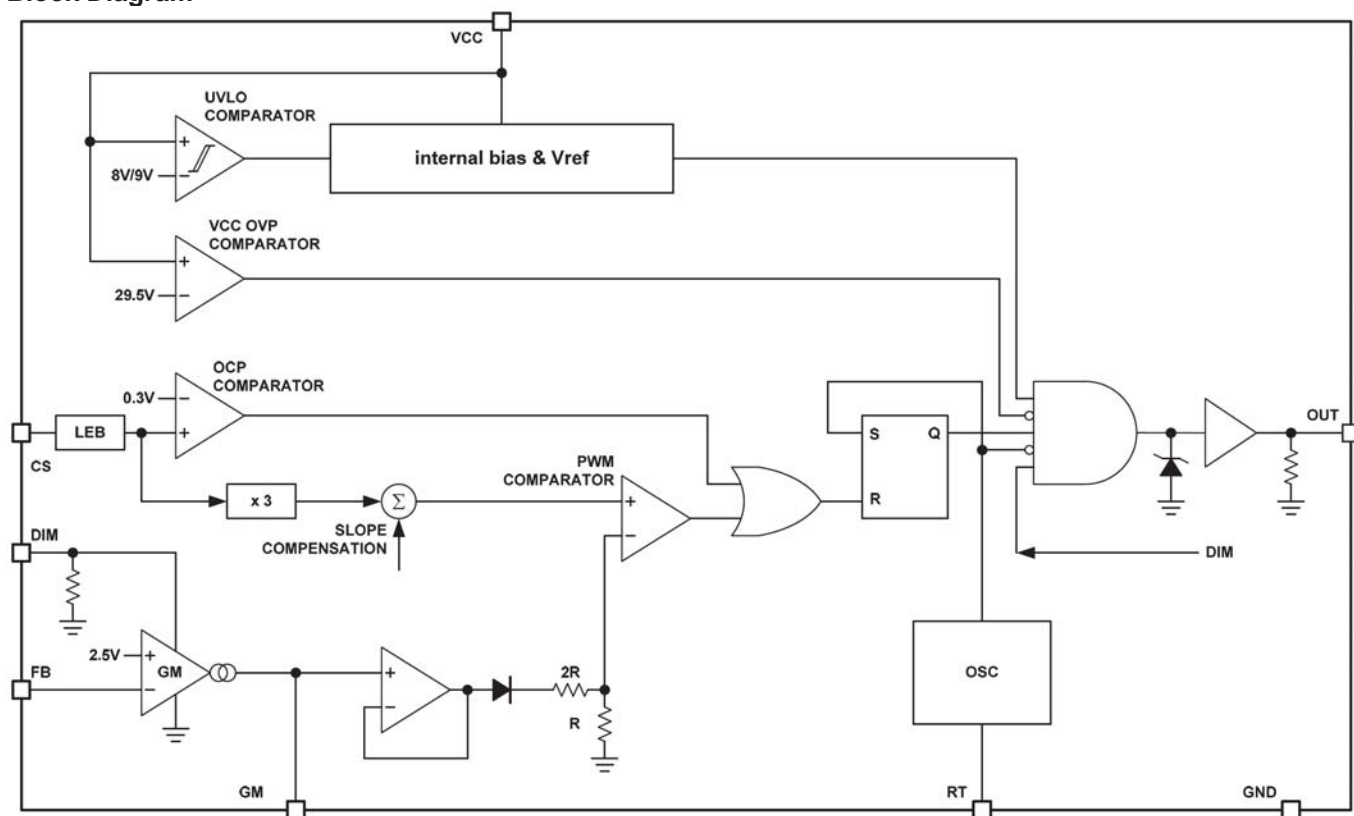 Block Diagram
VCC
UVLO
COMPARATOR
+
8V/9V
−
internal bias & Vref
VCC OVP
COMPARATOR
+
29.5V
−
OCP
COMPARATOR
0.3V
−
+
LEB
CS
x 3
Σ
SLOPE
COMPENSATION
PWM
COMPARATOR
+
−
S
Q
R
OUT
DIM
DIM
2.5V
+
GM
FB
−
+
−
2R
R
OSC
GM
RT
GND